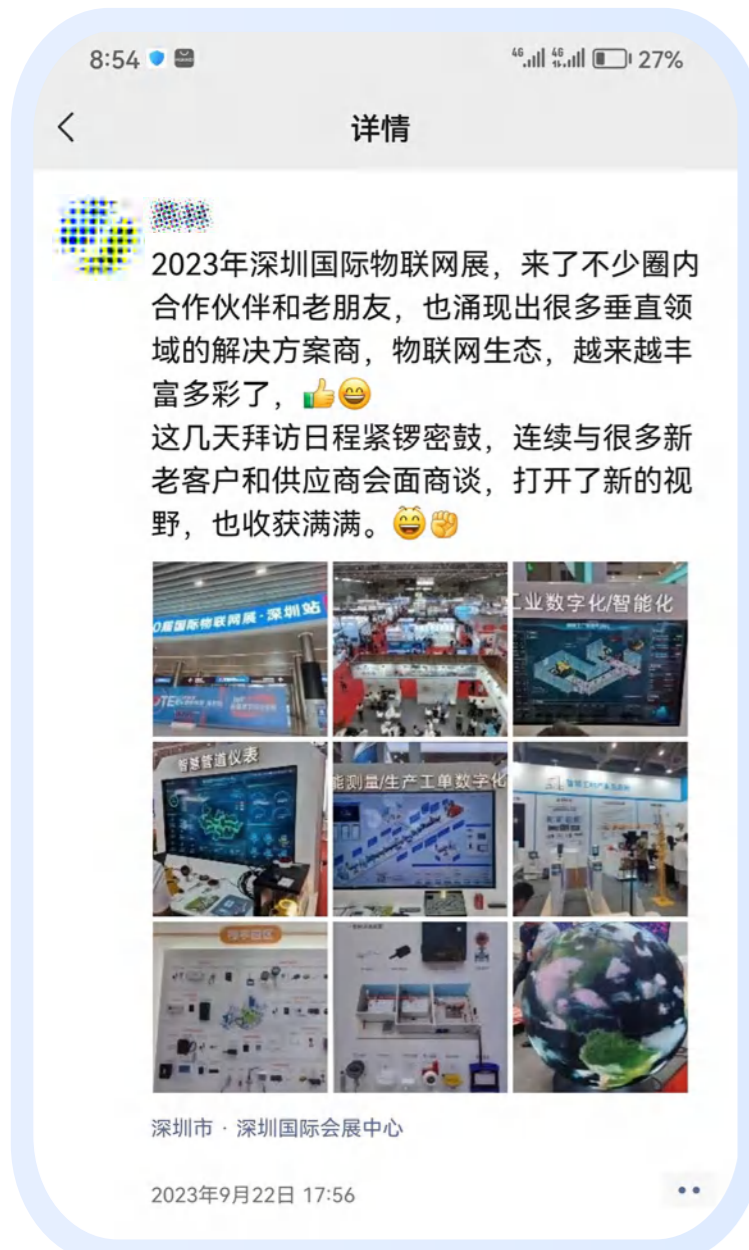 8:54
27%
详情
2023年深圳国际物联网展，来了不少圈内
合作伙伴和老朋友，也涌现出很多垂直领
域的解决方案商，物联网生态，越来越丰
富多彩了，👍😄
这几天拜访日程紧锣密鼓，连续与很多新
老客户和供应商会面商谈，打开了新的视
野，也收获满满。😆✊
届国际物联网展·深圳站
业数字化/智能化
智慧管道仪表
能测量/生产工单数字化
深圳市 · 深圳国际会展中心
2023年9月22日 17:56